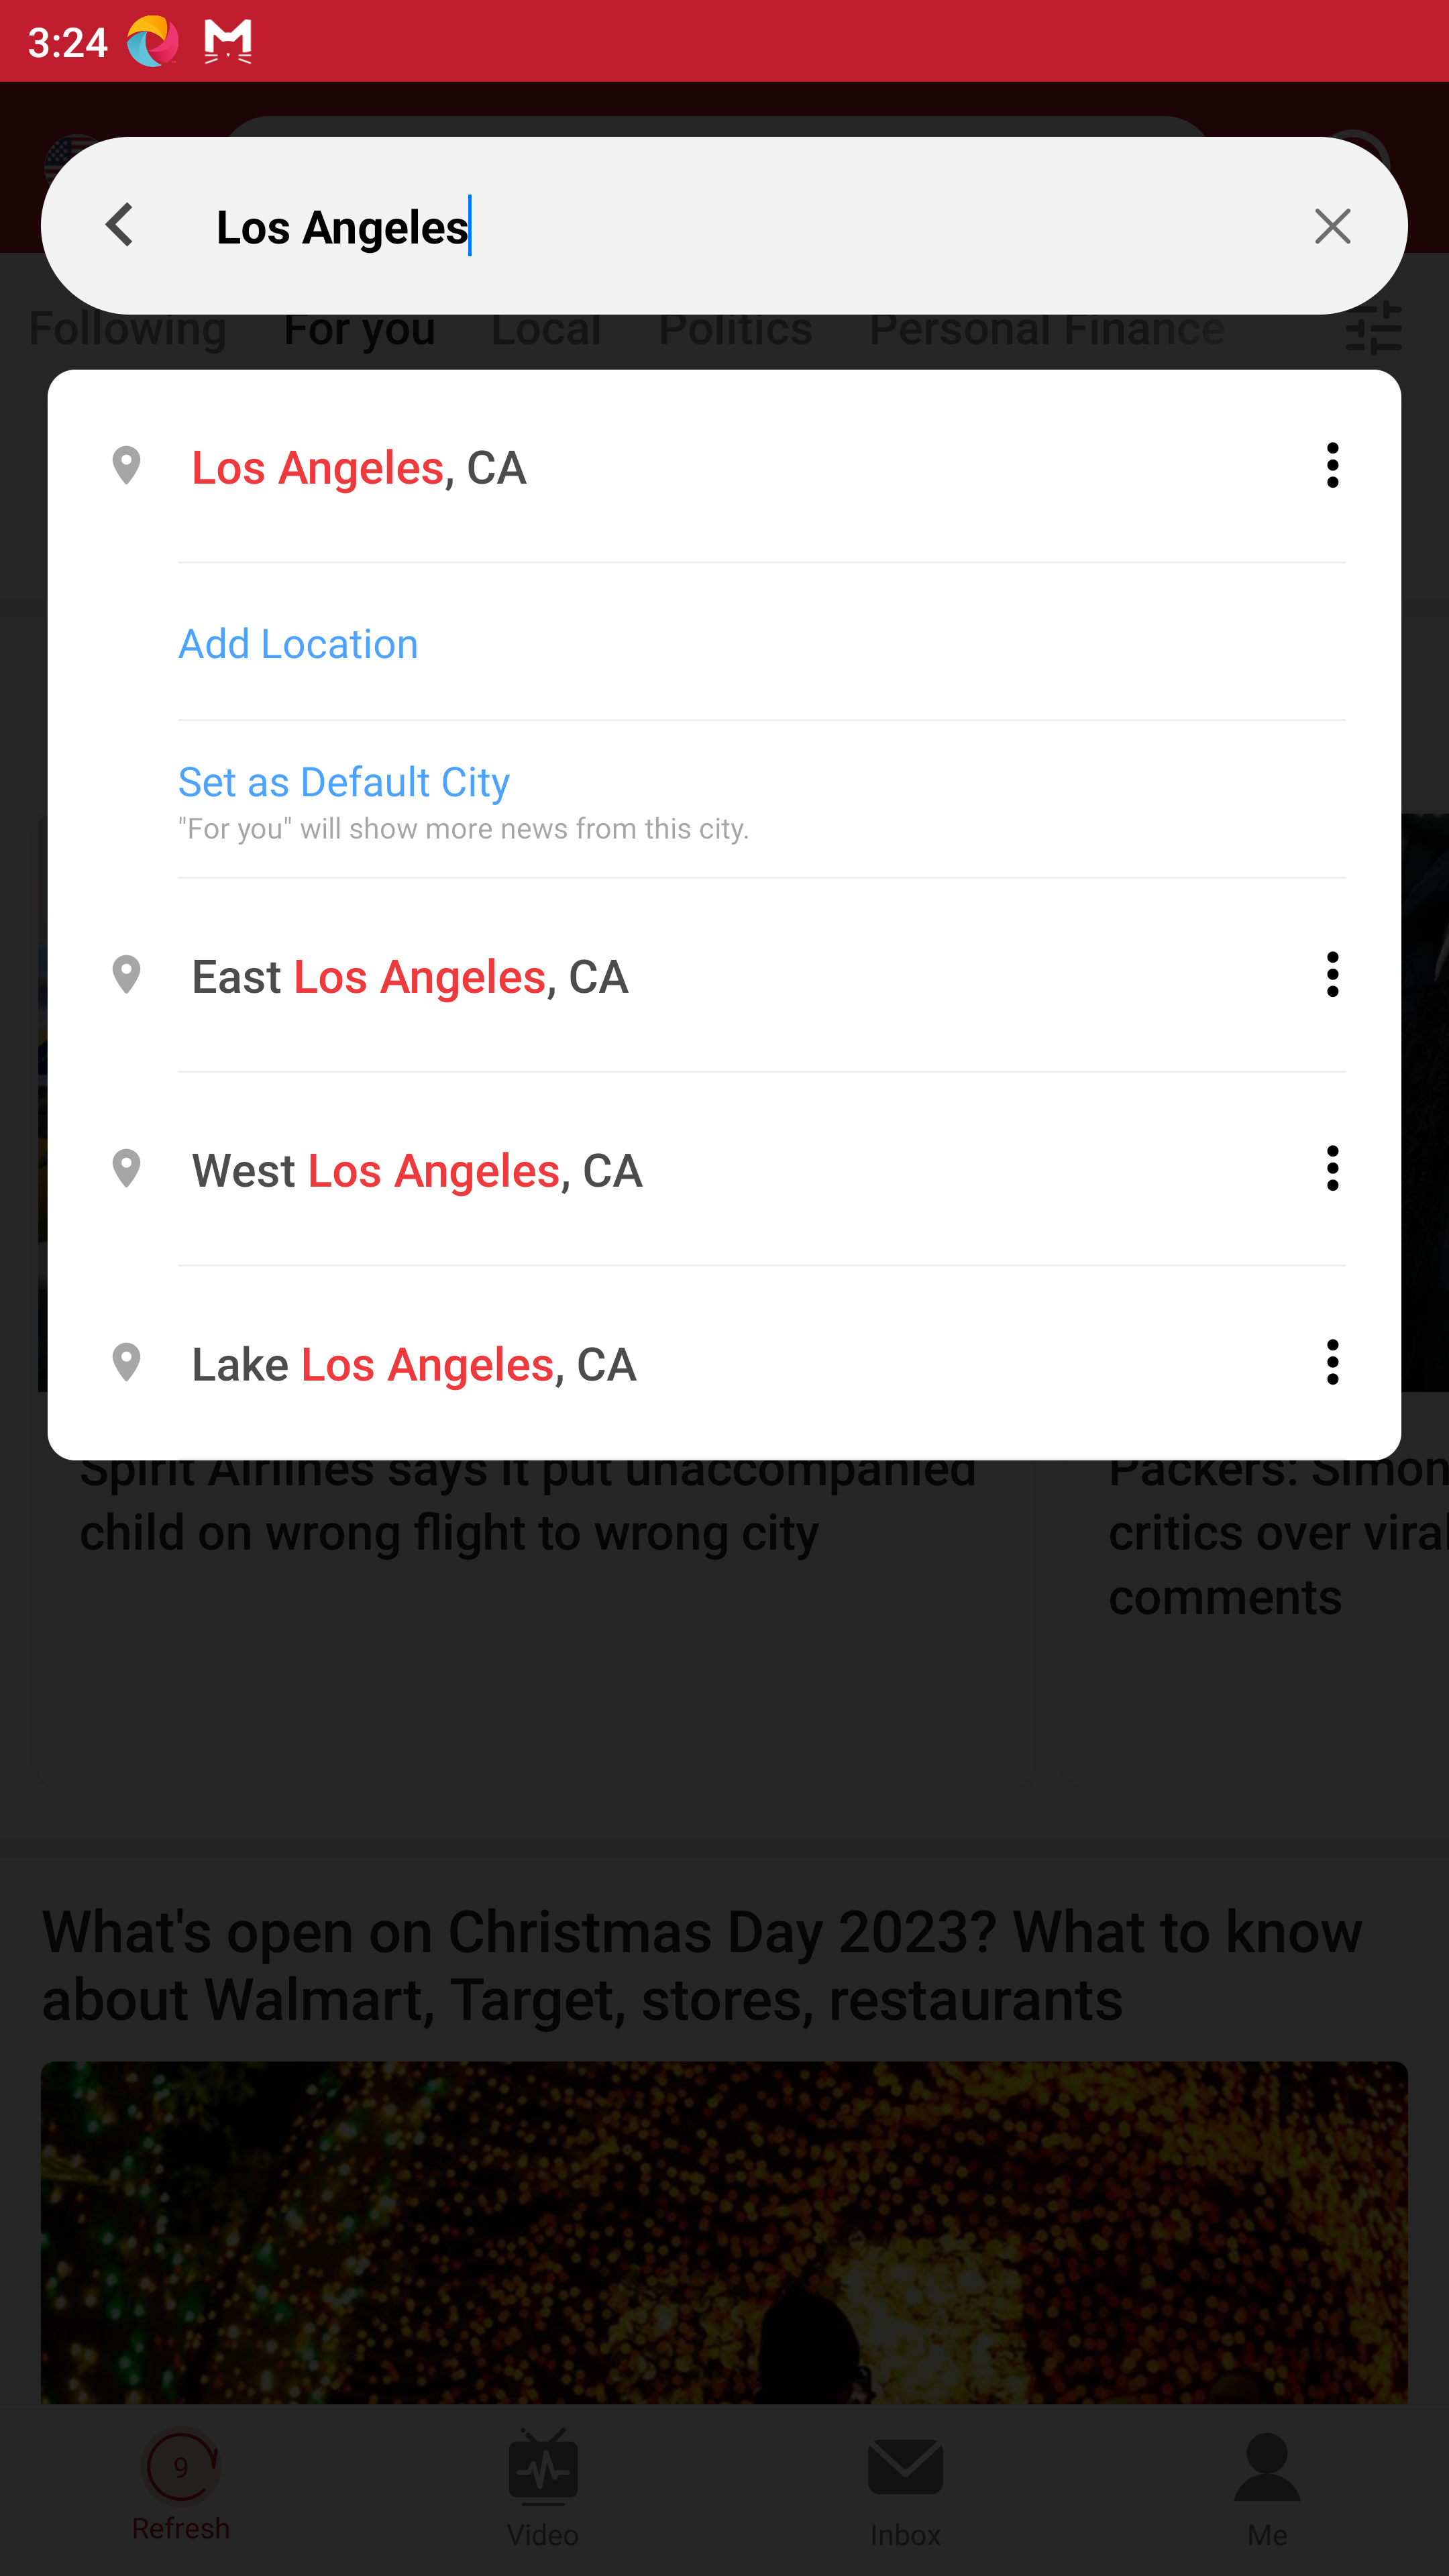 3:24
Los Angeles
Following For you Local Politics Personal Finance
Los Angeles, CA
Add Location
Set as Default City
"For you" will show more news from this city.
East Los Angeles, CA
West Los Angeles, CA
Lake Los Angeles, CA
Spirit Airlines says it put unaccompanied
child on wrong flight to wrong city
Packers: Simon
critics over viral
comments
What's open on Christmas Day 2023? What to know
about Walmart, Target, stores, restaurants
9
Refresh
Video
Inbox
Me